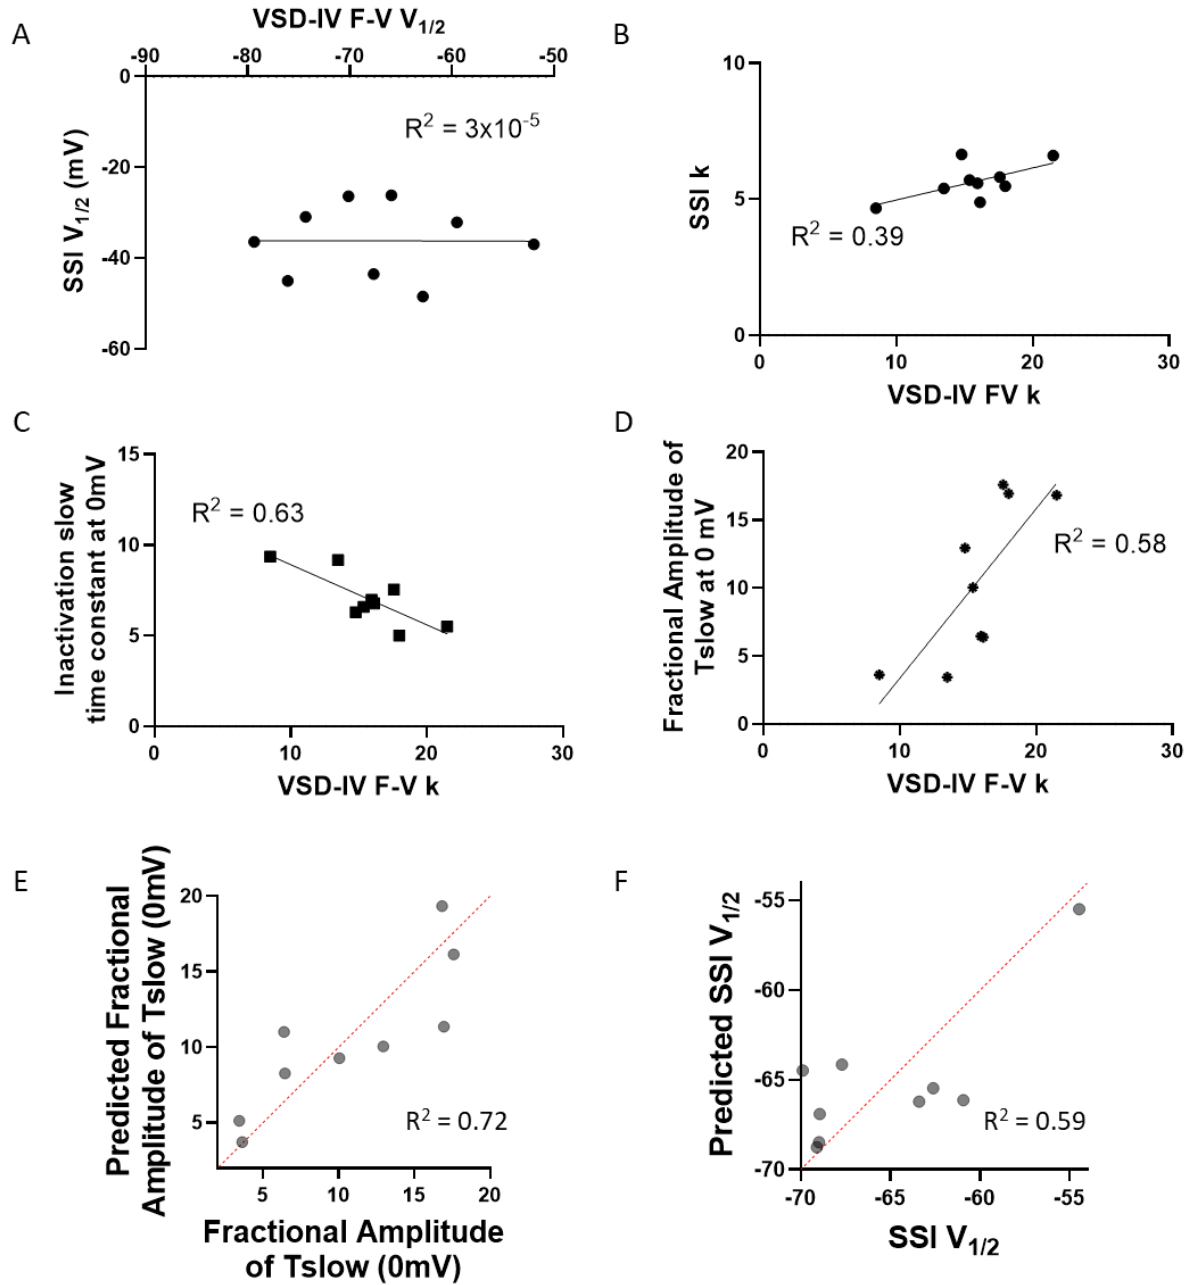 A
VSD-IV F-V V1/2
-90 -80 -70 -60 -50
0
-20
-40
-60
SSI V1/2 (mV)
R2 = 3x10-5
B
10
5
0
SSI k
R2 = 0.39
0 10 20 30
VSD-IV FV k
C
15
10
5
0
Inactivation slow
time constant at 0mV
R2 = 0.63
0 10 20 30
VSD-IV F-V k
D
20
15
10
5
0
Fractional Amplitude of
Tslow at 0 mV
R2 = 0.58
0 10 20 30
VSD-IV F-V k
E
20
15
10
5
Predicted Fractional
Amplitude of Tslow (0mV)
R2 = 0.72
5 10 15 20
Fractional Amplitude
of Tslow (0mV)
F
-55
-60
-65
-70
Predicted SSI V1/2
R2 = 0.59
-70 -65 -60 -55
SSI V1/2